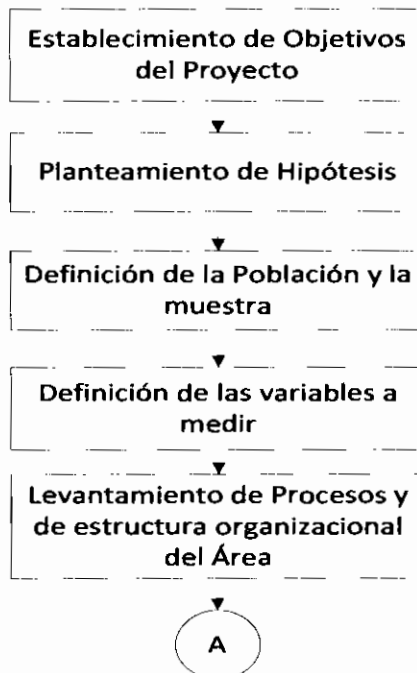 Establecimiento de Objetivos
del Proyecto
Planteamiento de Hipótesis
Definición de la Población y la
muestra
Definición de las variables a
medir
Levantamiento de Procesos y
de estructura organizacional
del Área
A